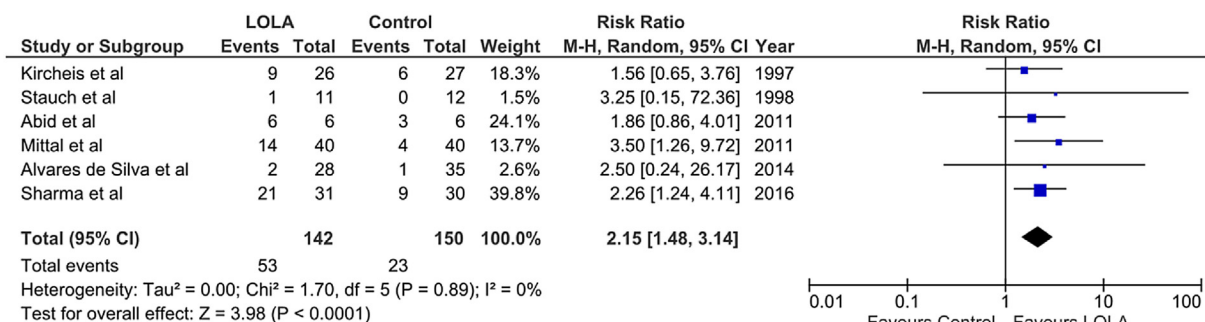 LOLA Control Risk Ratio Risk Ratio
Study or Subgroup Events Total Events Total Weight M-H, Random, 95% CI Year M-H, Random, 95% CI
Kircheis et al 9 26 6 27 18.3% 1.56 [0.65, 3.76] 1997
Stauch et al 1 11 0 12 1.5% 3.25 [0.15, 72.36] 1998
Abid et al 6 6 3 6 24.1% 1.86 [0.86, 4.01] 2011
Mittal et al 14 40 4 40 13.7% 3.50 [1.26, 9.72] 2011
Alvares de Silva et al 2 28 1 35 2.6% 2.50 [0.24, 26.17] 2014
Sharma et al 21 31 9 30 39.8% 2.26 [1.24, 4.11] 2016
Total (95% CI) 142 150 100.0% 2.15 [1.48, 3.14]
Total events 53 23
Heterogeneity: Tau² = 0.00; Chi² = 1.70, df = 5 (P = 0.89); I² = 0%
Test for overall effect: Z = 3.98 (P < 0.0001)
0.01 0.1 1 10 100
Favours Control Favours LOLA